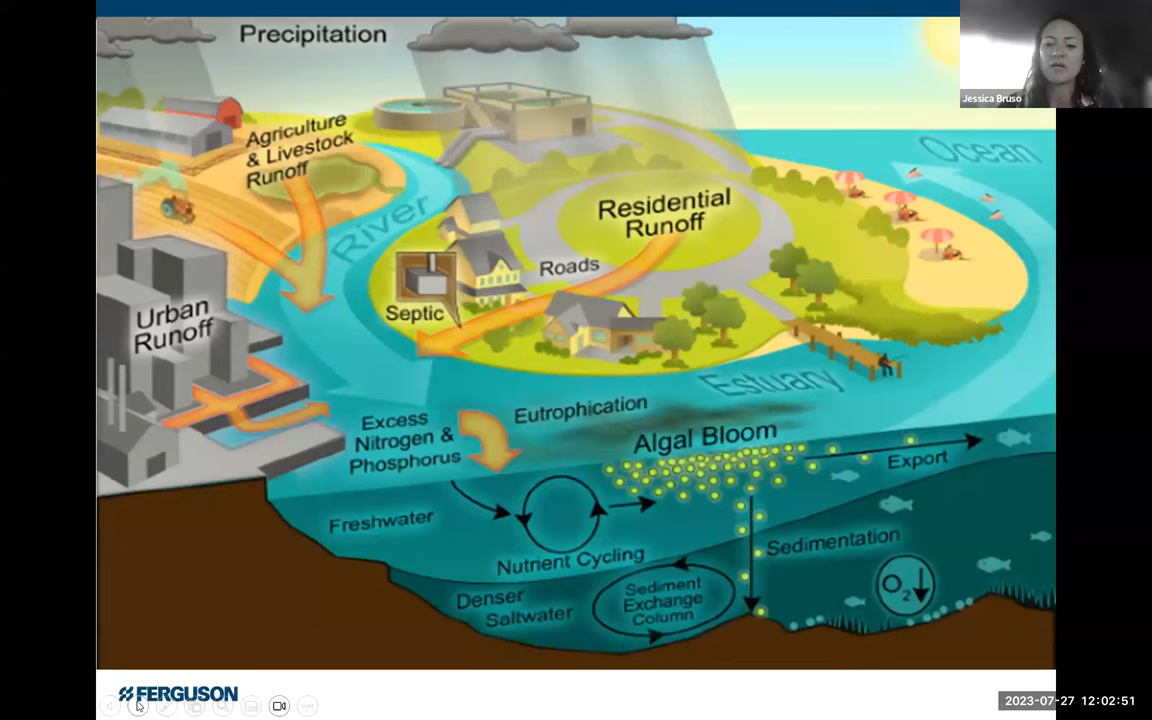 Precipitation
Jessica Bruso
Agriculture
& Livestock
Runoff
Ocean
River
Residential
Runoff
Roads
Septic
Urban
Runoff
Estuary
Excess
Nitrogen &
Phosphorus
Eutrophication
Algal Bloom
Export
Freshwater
Nutrient Cycling
Sedimentation
Denser
Saltwater
Sediment
Exchange
Column
O2
FERGUSON
2023-07-27 12:02:51